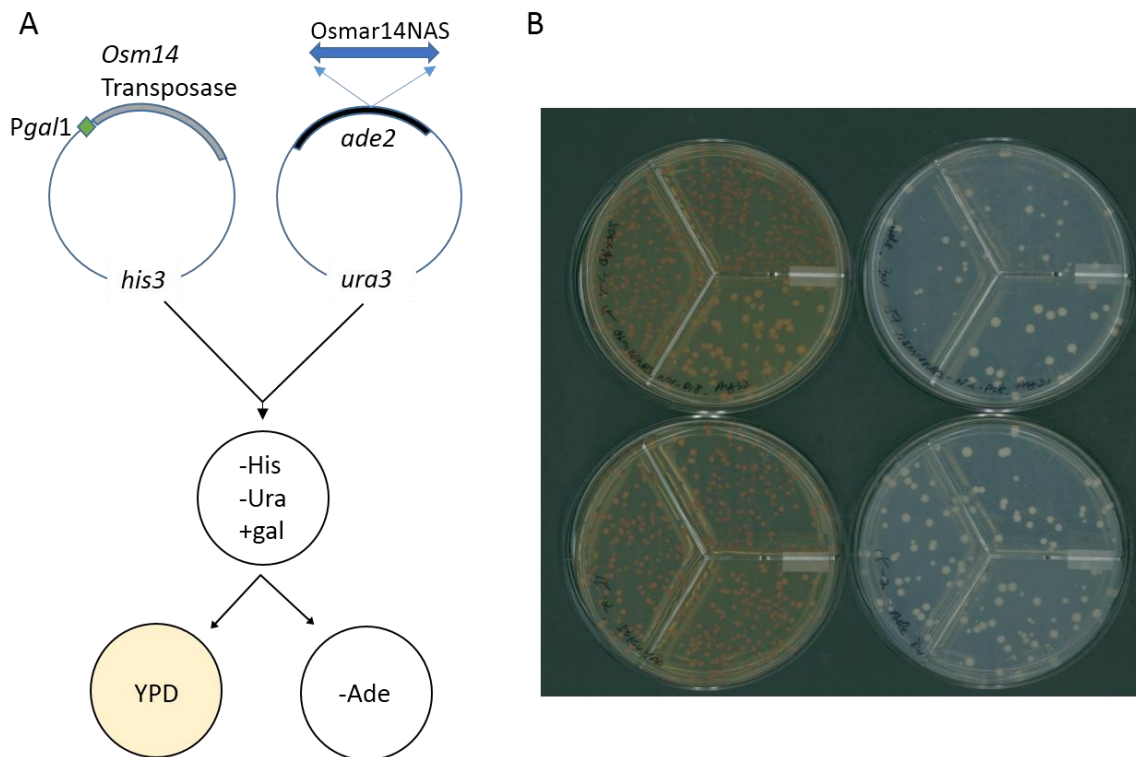 A
Osm14
Transposase
Pgal1
his3
Osmar14NAS
ade2
ura3
-His
-Ura
+gal
YPD
-Ade
B